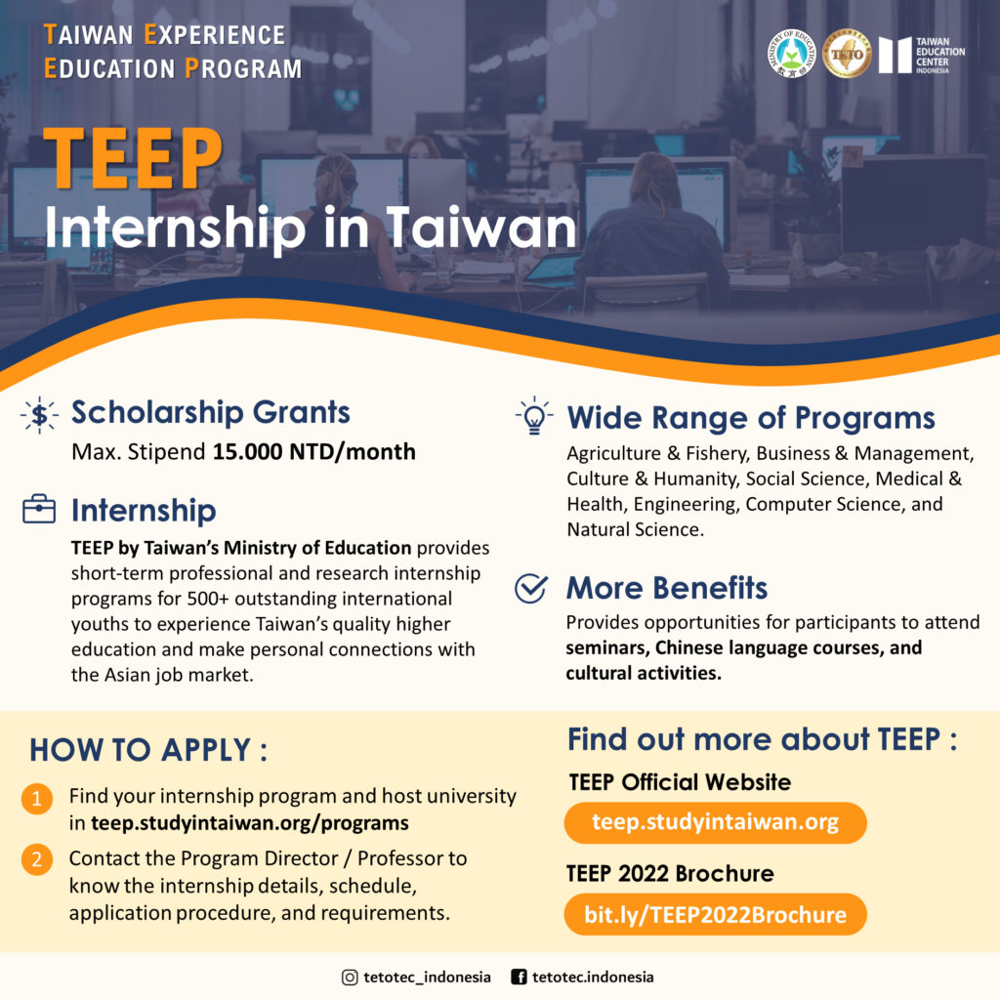 TAIWAN EXPERIENCE
EDUCATION PROGRAM
MINISTRY OF EDUCATION
教育部
TETO
TAIWAN
EDUCATION
CENTER
INDONESIA
TEEP
Internship in Taiwan
Scholarship Grants
Max. Stipend 15.000 NTD/month
Internship
TEEP by Taiwan's Ministry of Education provides
short-term professional and research internship
programs for 500+ outstanding international
youths to experience Taiwan's quality higher
education and make personal connections with
the Asian job market.
Wide Range of Programs
Agriculture & Fishery, Business & Management,
Culture & Humanity, Social Science, Medical &
Health, Engineering, Computer Science, and
Natural Science.
More Benefits
Provides opportunities for participants to attend
seminars, Chinese language courses, and
cultural activities.
HOW TO APPLY :
1 Find your internship program and host university
in teep.studyintaiwan.org/programs
2 Contact the Program Director / Professor to
know the internship details, schedule,
application procedure, and requirements.
Find out more about TEEP :
TEEP Official Website
teep.studyintaiwan.org
TEEP 2022 Brochure
bit.ly/TEEP2022Brochure
tetotec_indonesia tetotec.indonesia